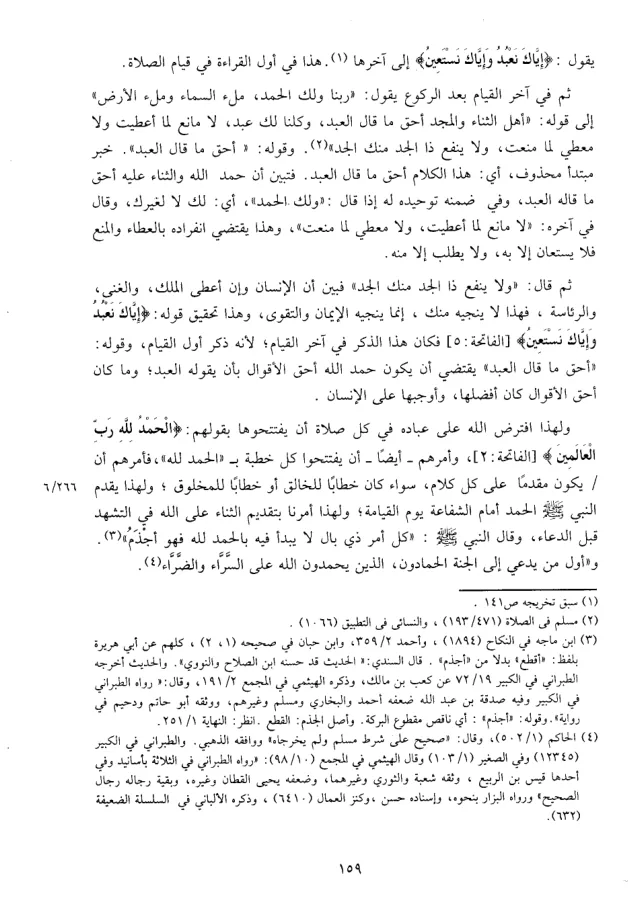 يقول : ﴿إِيَّاكَ نَعْبُدُ وَإِيَّاكَ نَسْتَعِينُ﴾ إلى آخرها (١). هذا في أول القراءة في قيام الصلاة.
ثم في آخر القيام بعد الركوع يقول: «ربنا ولك الحمد، ملء السماء وملء الأرض»
إلى قوله: «أهل الثناء والمجد أحق ما قال العبد، وكلنا لك عبد، لا مانع لما أعطيت ولا
معطي لما منعت، ولا ينفع ذا الجد منك الجد»(٢). وقوله: « أحق ما قال العبد». خبر
مبتدأ محذوف، أي: هذا الكلام أحق ما قال العبد. فتبين أن حمد الله والثناء عليه أحق
ما قاله العبد، وفي ضمنه توحيده له إذا قال :«ولك الحمد»، أي: لك لا لغيرك، وقال
في آخره: «لا مانع لما أعطيت، ولا معطي لما منعت»، وهذا يقتضي انفراده بالعطاء والمنع
فلا يستعان إلا به، ولا يطلب إلا منه.
ثم قال: «ولا ينفع ذا الجد منك الجد» فبين أن الإنسان وإن أعطى الملك، والغنى،
والرئاسة ، فهذا لا ينجيه منك ، إنما ينجيه الإيمان والتقوى، وهذا تحقيق قوله: ﴿إِيَّاكَ نَعْبُدُ
وَإِيَّاكَ نَسْتَعِينُ﴾ [الفاتحة:٥] فكان هذا الذكر في آخر القيام؛ لأنه ذكر أول القيام، وقوله:
«أحق ما قال العبد» يقتضي أن يكون حمد الله أحق الأقوال بأن يقوله العبد؛ وما كان
أحق الأقوال كان أفضلها، وأوجبها على الإنسان .
ولهذا افترض الله على عباده في كل صلاة أن يفتتحوها بقولهم: ﴿الْحَمْدُ لِلَّهِ رَبِّ
الْعَالَمِين ﴾ [الفاتحة:٢]، وأمرهم ـ أيضًا ـ أن يفتتحوا كل خطبة بـ «الحمد لله»،فأمرهم أن
/ يكون مقدمًا على كل كلام، سواء كان خطابًا للخالق أو خطابًا للمخلوق ؛ ولهذا يقدم
٦/٢٦٦
النبي ﷺ الحمد أمام الشفاعة يوم القيامة؛ ولهذا أمرنا بتقديم الثناء على الله في التشهد
قبل الدعاء، وقال النبي ﷺ : «كل أمر ذي بال لا يبدأ فيه بالحمد لله فهو أجْذَمُ»(٣).
و«أول من يدعي إلى الجنة الحمادون، الذين يحمدون الله على السَّرَّاء والضَّرَّاء(٤).
(١) سبق تخريجه ص١٤١ .
(٢) مسلم فى الصلاة (١٩٣/٤٧١) ، والنسائى فى التطبيق (١٠٦٦) .
(٣) ابن ماجه في النكاح (١٨٩٤) ، وأحمد ٣٥٩/٢، وابن حبان في صحيحه (١، ٢) ، كلهم عن أبي هريرة
بلفظ: «أقطع» بدلا من «أجذم» . قال السندي: «الحديث قد حسنه ابن الصلاح والنووي». والحديث أخرجه
الطبراني في الكبير ٧٢/١٩ عن كعب بن مالك، وذكره الهيثمي في المجمع ١٩١/٢، وقال:« رواه الطبراني
في الكبير وفيه صدقة بن عبد الله ضعفه أحمد والبخاري ومسلم وغيرهم، ووثقه أبو حاتم ودحيم في
رواية».وقوله: «أجذم» : أي ناقص مقطوع البركة. وأصل الجذم: القطع .انظر: النهاية ٢٥١/١.
(٤) الحاكم (٥٠٢/١)، وقال: «صحيح على شرط مسلم ولم يخرجاه» ووافقه الذهبي. والطبراني في الكبير
(١٢٣٤٥) وفي الصغير (١٠٣/١) وقال الهيثمي في المجمع (٩٨/١٠): «رواه الطبراني في الثلاثة بأسانيد وفي
أحدها قيس بن الربيع ، وثقه شعبة والثوري وغيرهما، وضعفه يحيى القطان وغيره، وبقية رجاله رجال
الصحيح» ورواه البزار بنحوه، وإسناده حسن ،وكنز العمال (٦٤١٠) ، وذكره الألباني في السلسلة الضعيفة
(٦٣٢).
١٥٩